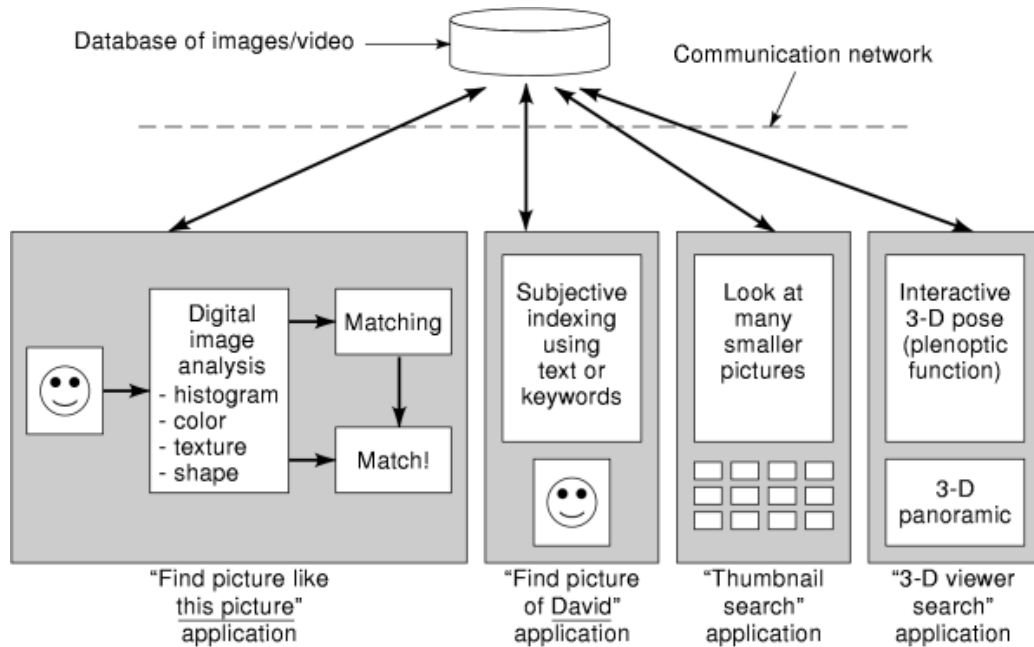 Database of images/video
Communication network
Digital
image
analysis
- histogram
- color
- texture
- shape
Matching
Match!
“Find picture like
this picture”
application
Subjective
indexing
using
text or
keywords
“Find picture
of David”
application
Look at
many
smaller
pictures
“Thumbnail
search”
application
Interactive
3-D pose
(plenoptic
function)
3-D
panoramic
“3-D viewer
search”
application